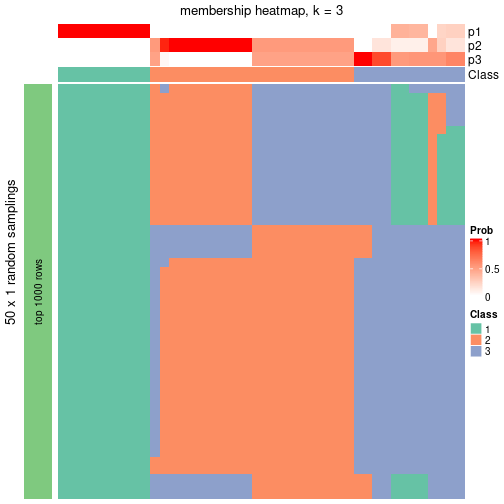 membership heatmap, k = 3
p1
p2
p3
Class
50 x 1 random samplings
top 1000 rows
Prob
1
0.5
0
Class
1
2
3